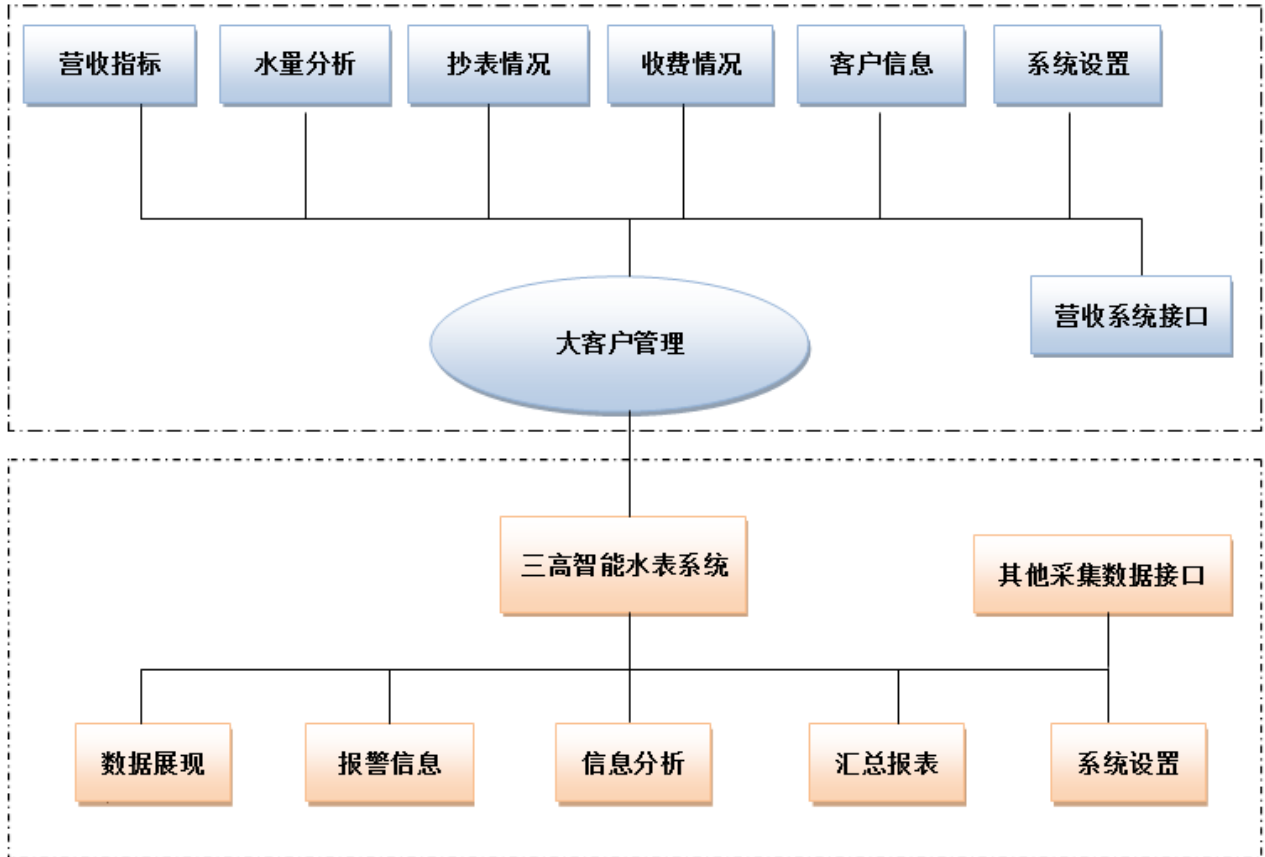 营收指标
水量分析
抄表情况
收费情况
客户信息
系统设置
大客户管理
营收系统接口
三高智能水表系统
其他采集数据接口
数据展现
报警信息
信息分析
汇总报表
系统设置